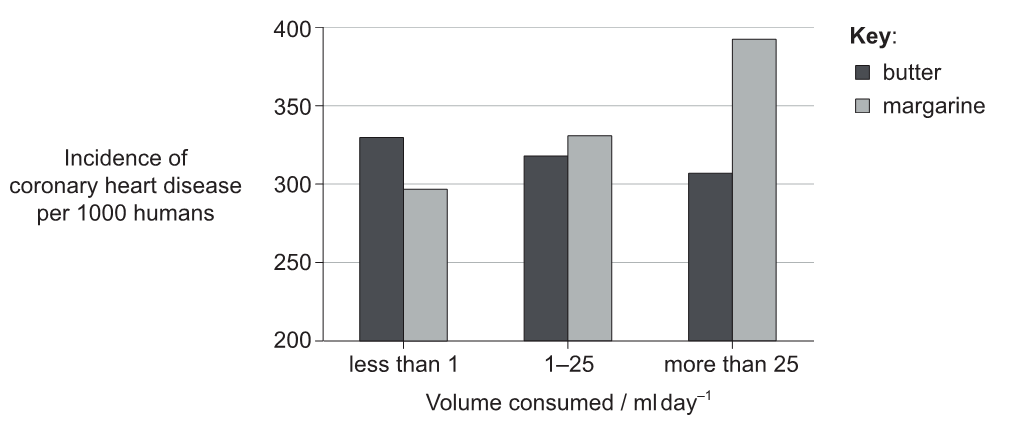 400
350
300
250
200
Incidence of
coronary heart disease
per 1000 humans
less than 1
1–25
more than 25
Volume consumed / ml day⁻¹
Key:
butter
margarine